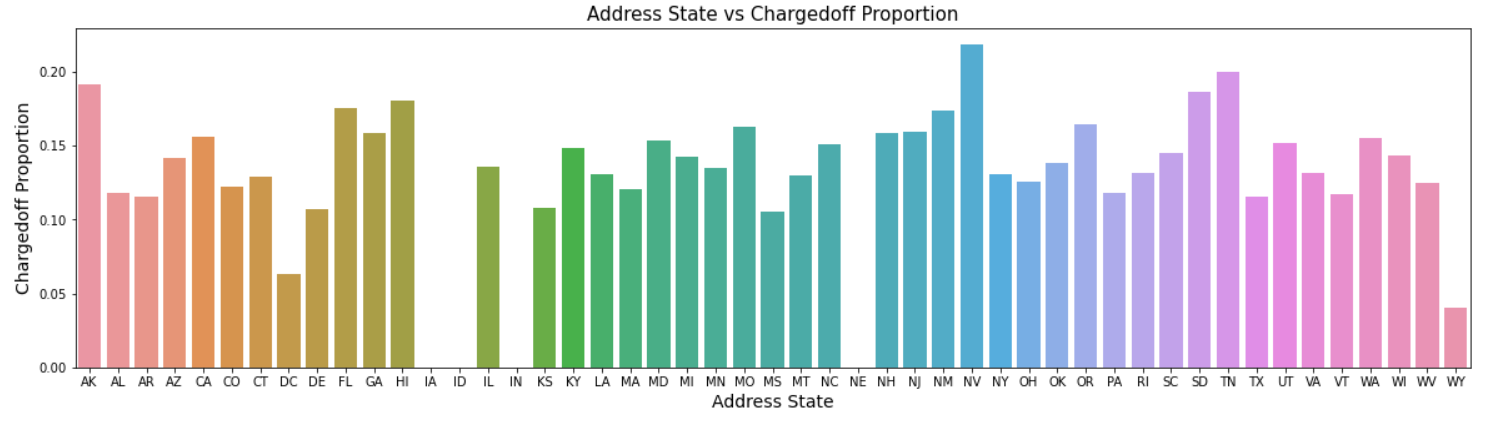 Address State vs Chargedoff Proportion
Chargedoff Proportion
0.20
0.15
0.10
0.05
0.00
AK AL AR AZ CA CO CT DC DE FL GA HI IA ID IL IN KS KY LA MA MD MI MN MO MS MT NC NE NH NJ NM NV NY OH OK OR PA RI SC SD TN TX UT VA VT WA WI WV WY
Address State